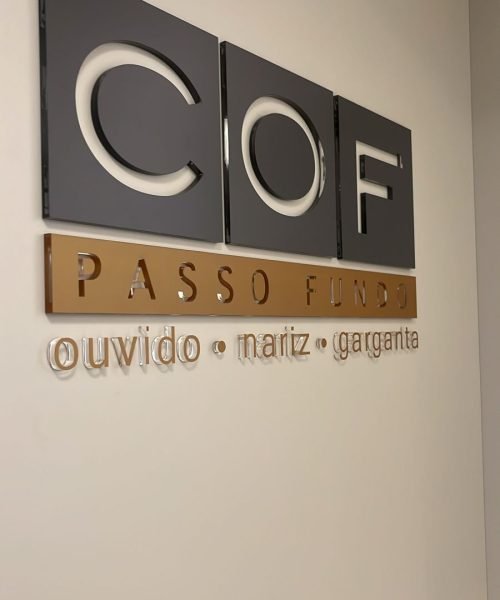 COF
PASSO FUNDO
ouvido • nariz • garganta